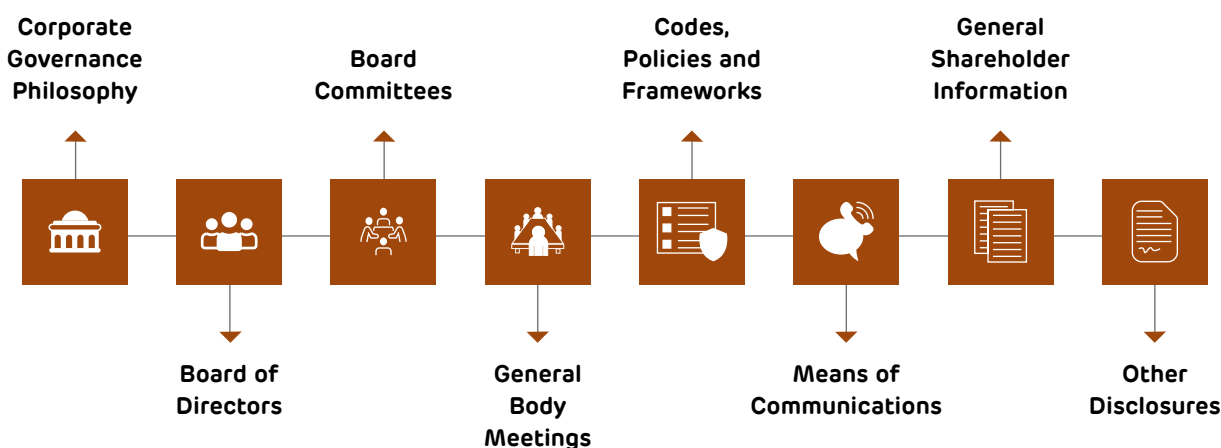 Corporate
Governance
Philosophy
Board of
Directors
Board
Committees
General
Body
Meetings
Codes,
Policies and
Frameworks
Means of
Communications
General
Shareholder
Information
Other
Disclosures